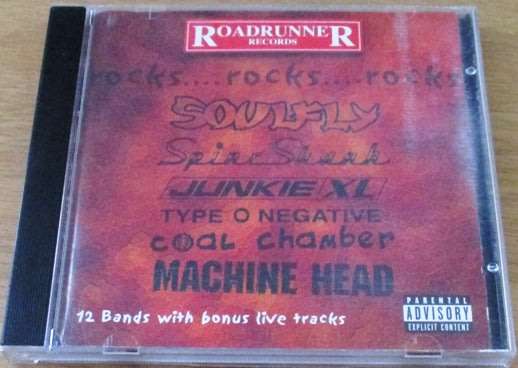 ROADRUNNER
RECORDS
rocks....rocks....rocks
SOULFLY
Spineshank
JUNKIE XL
TYPE O NEGATIVE
coal chamber
MACHINE HEAD
12 Bands with bonus live tracks
PARENTAL
ADVISORY
EXPLICIT CONTENT